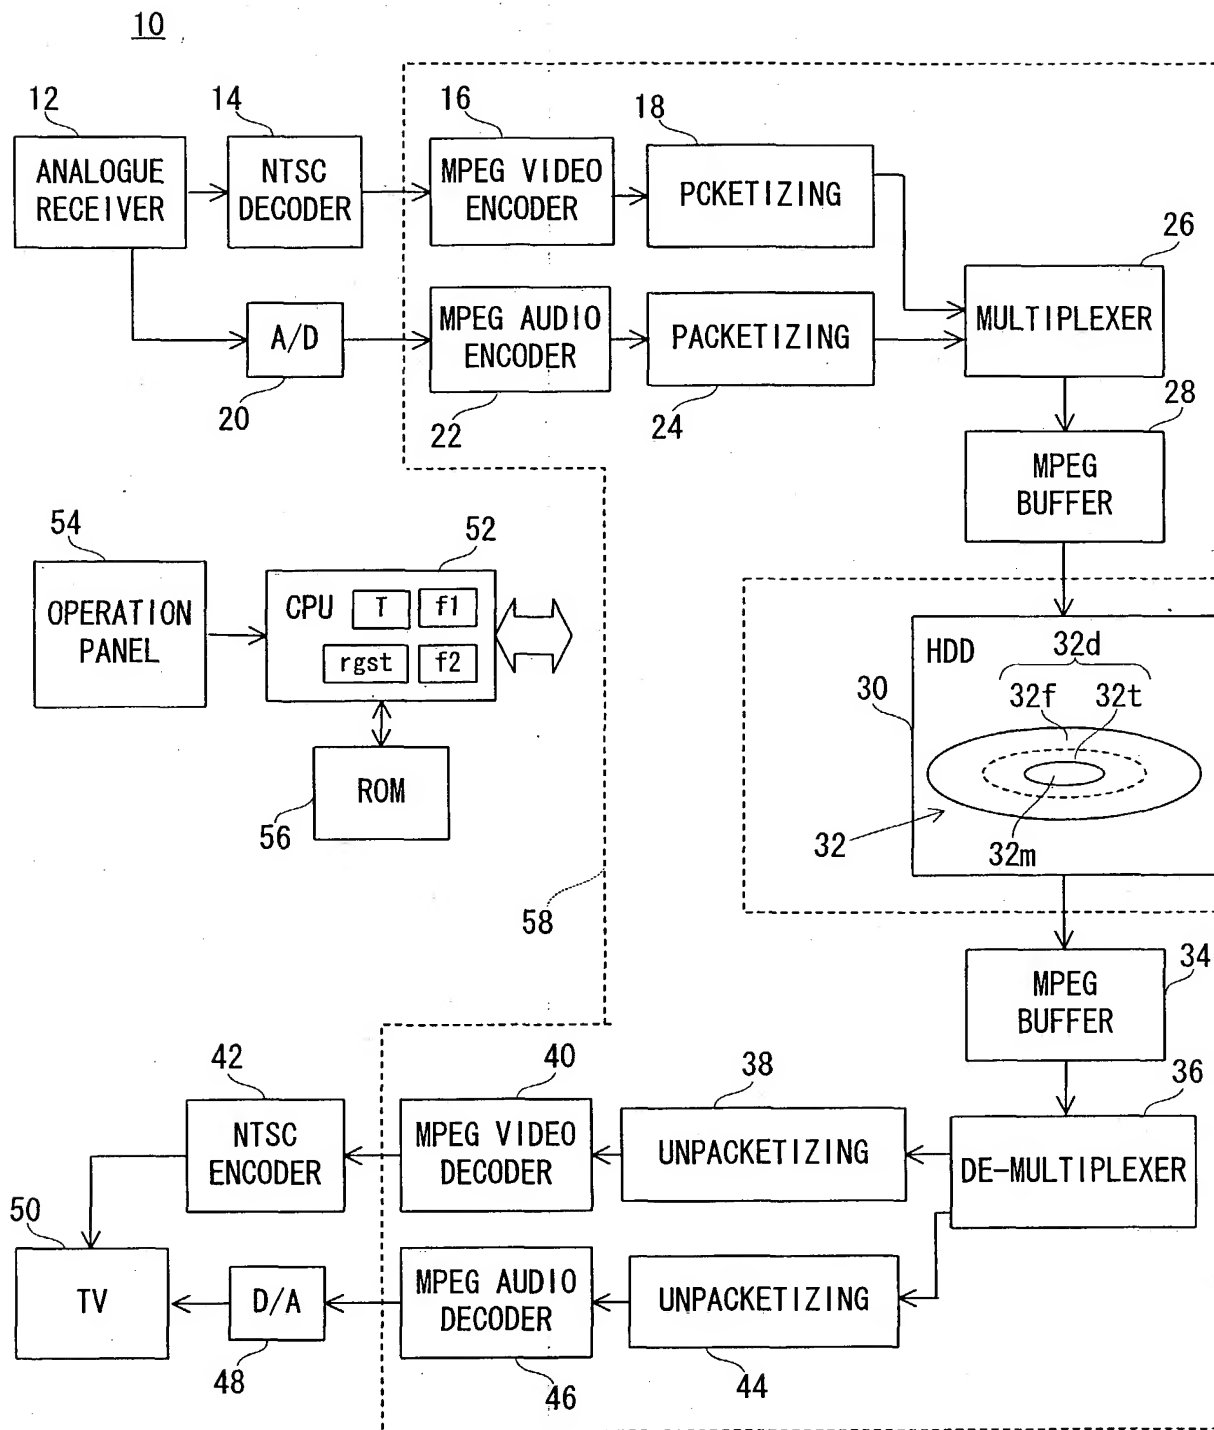 10
12
14
16
18
ANALOGUE
RECEIVER
NTSC
DECODER
MPEG VIDEO
ENCODER
PCKETIZING
26
A/D
MPEG AUDIO
ENCODER
PACKETIZING
MULTIPLEXER
20
22
24
28
MPEG
BUFFER
54
52
OPERATION
PANEL
CPU
T
f1
rgst
f2
HDD
32d
30
32f
32t
ROM
56
32
32m
58
34
MPEG
BUFFER
42
40
38
36
NTSC
ENCODER
MPEG VIDEO
DECODER
UNPACKETIZING
DE-MULTIPLEXER
50
TV
D/A
MPEG AUDIO
DECODER
UNPACKETIZING
48
46
44